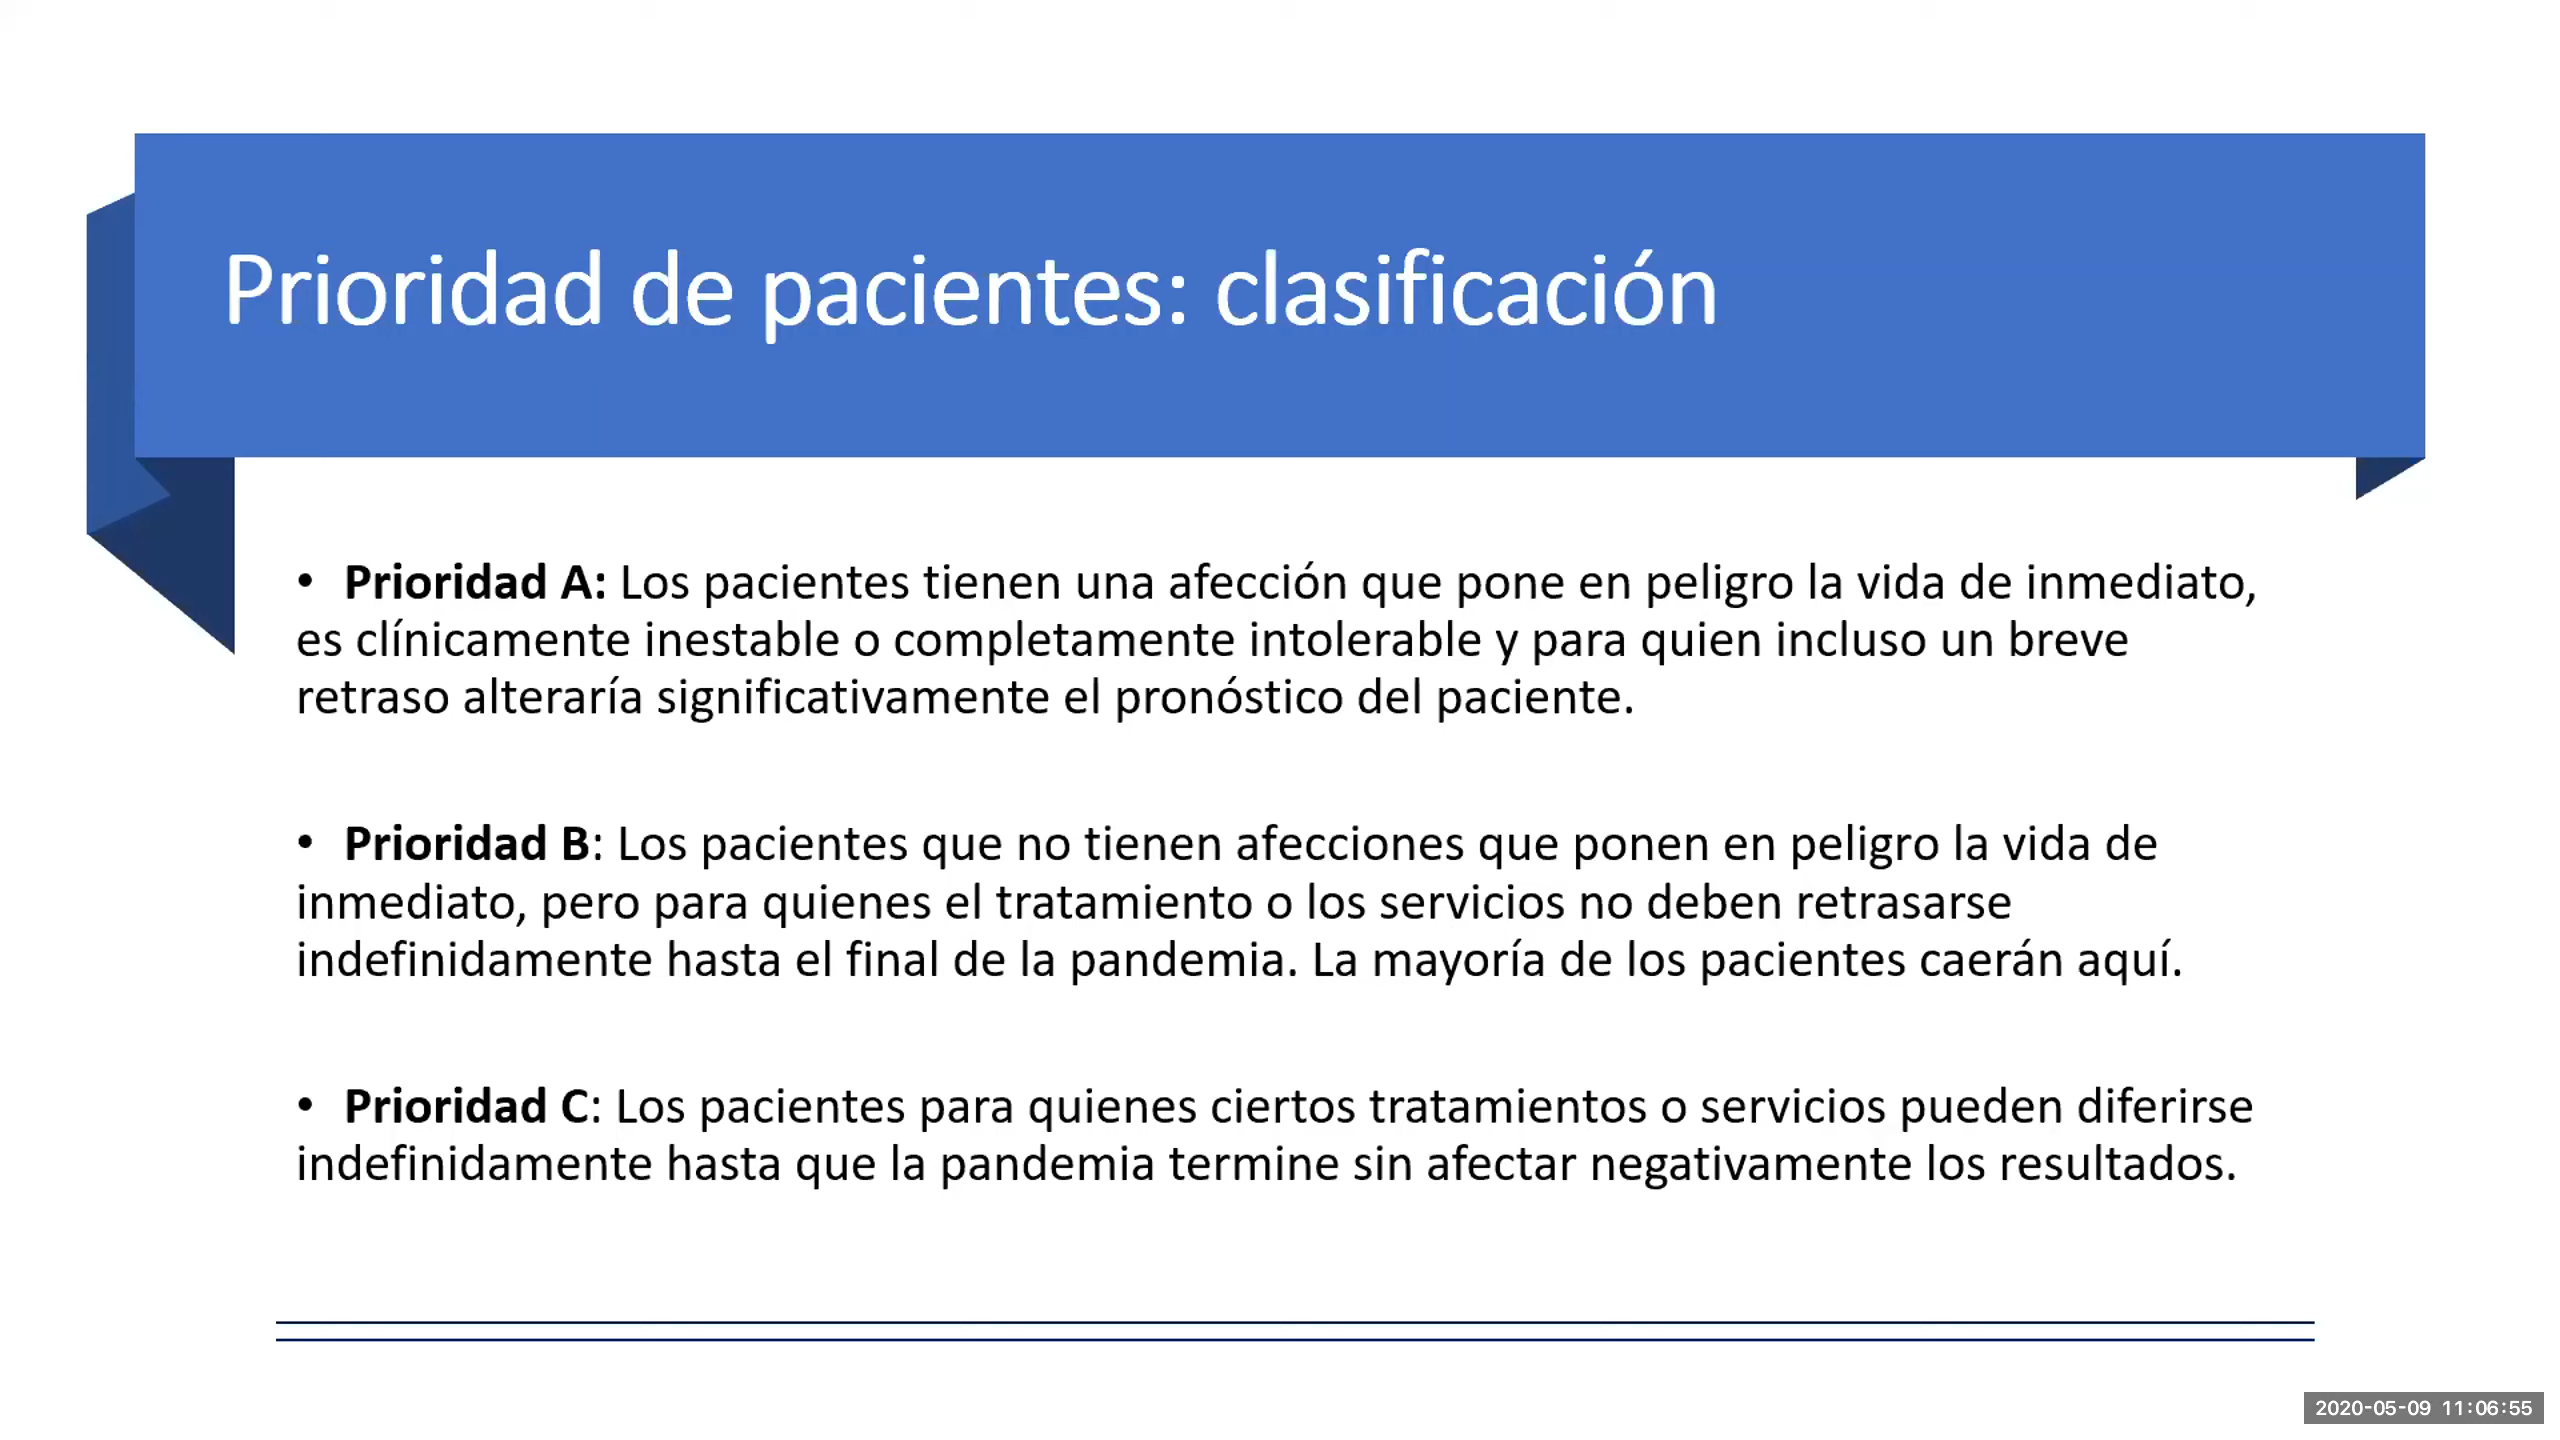 Prioridad de pacientes: clasificación
• Prioridad A: Los pacientes tienen una afección que pone en peligro la vida de inmediato,
es clínicamente inestable o completamente intolerable y para quien incluso un breve
retraso alteraría significativamente el pronóstico del paciente.
• Prioridad B: Los pacientes que no tienen afecciones que ponen en peligro la vida de
inmediato, pero para quienes el tratamiento o los servicios no deben retrasarse
indefinidamente hasta el final de la pandemia. La mayoría de los pacientes caerán aquí.
• Prioridad C: Los pacientes para quienes ciertos tratamientos o servicios pueden diferirse
indefinidamente hasta que la pandemia termine sin afectar negativamente los resultados.
2020-05-09 11:06:55